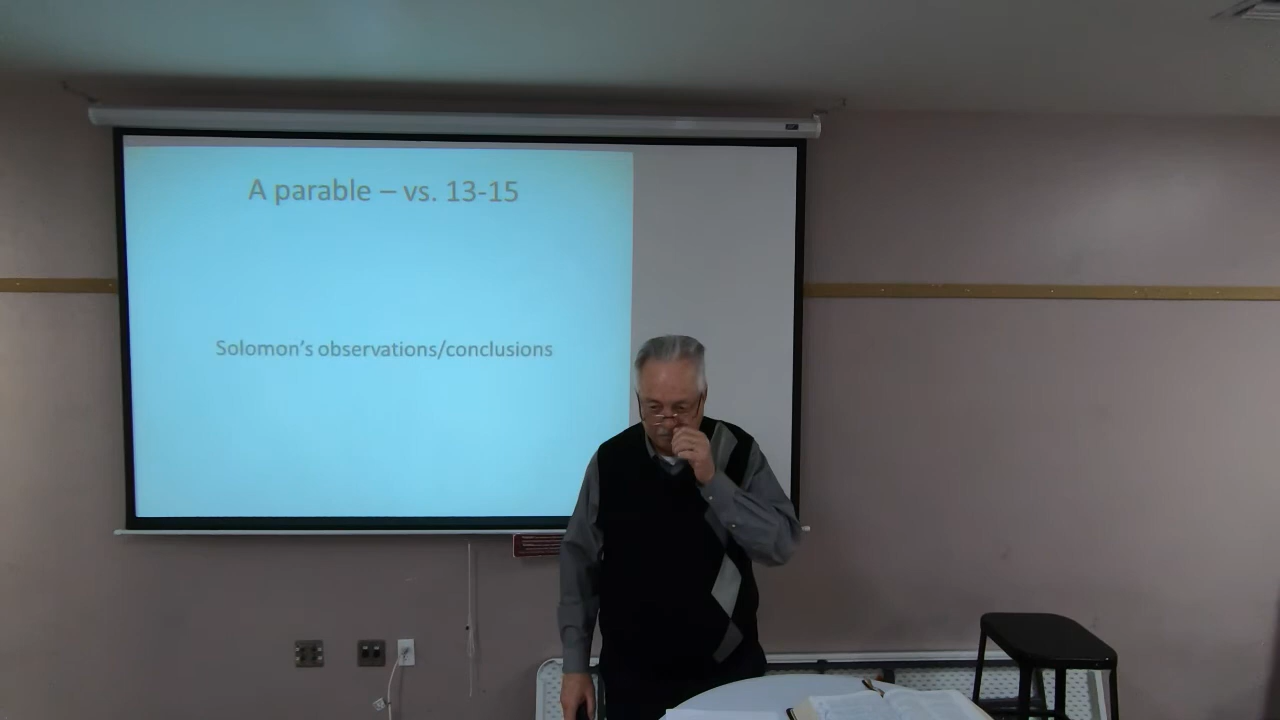 A parable – vs. 13-15
Solomon's observations/conclusions